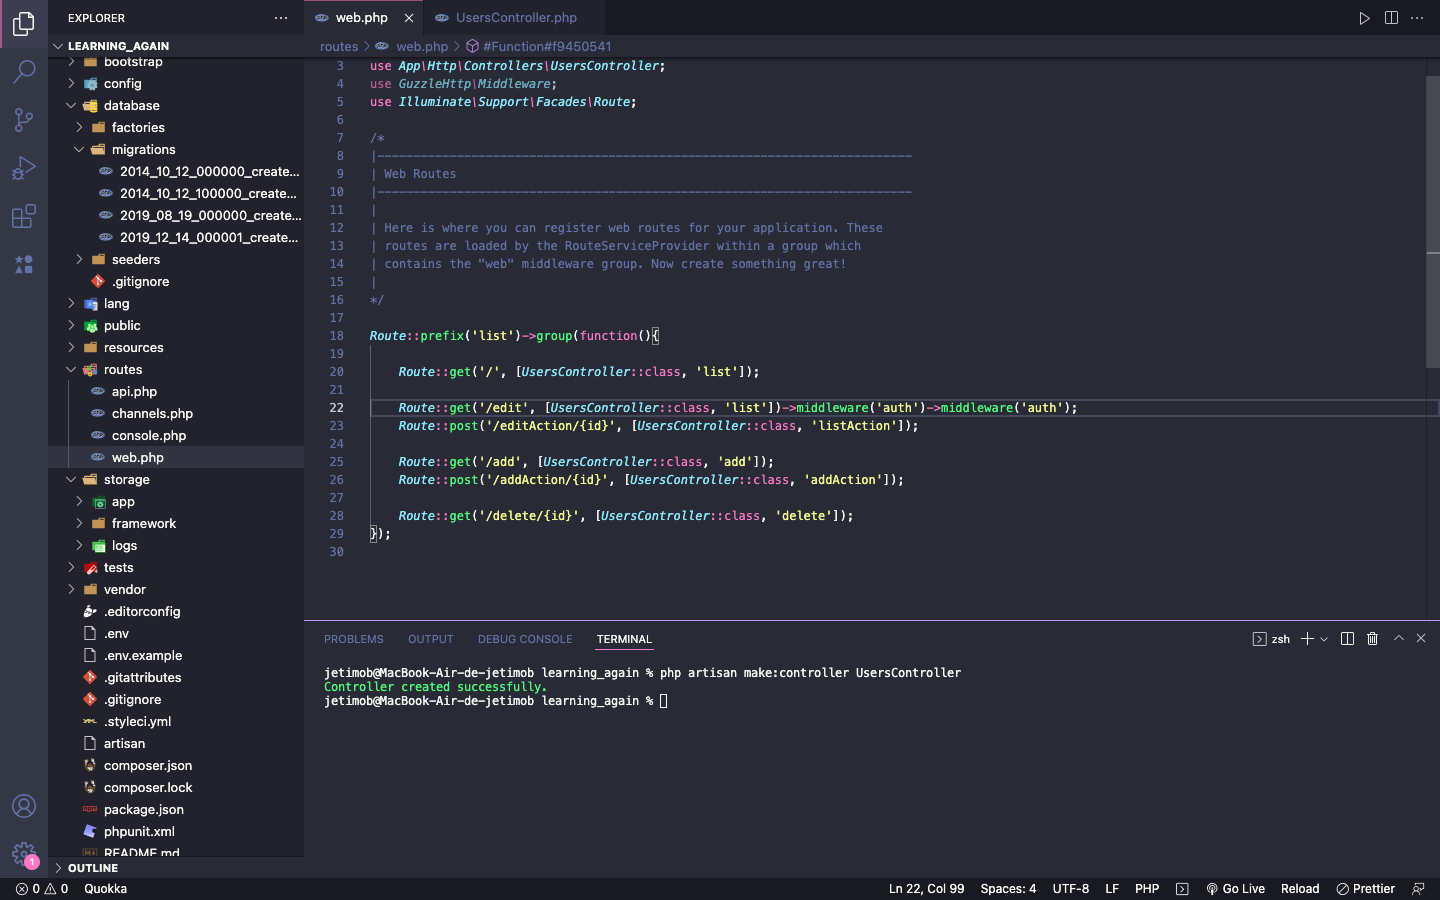 EXPLORER
LEARNING_AGAIN
bootstrap
config
database
factories
migrations
2014_10_12_000000_create...
2014_10_12_100000_create...
2019_08_19_000000_create...
2019_12_14_000001_create...
seeders
.gitignore
lang
public
resources
routes
api.php
channels.php
console.php
web.php
storage
app
framework
logs
tests
vendor
.editorconfig
.env
.env.example
.gitattributes
.gitignore
.styleci.yml
artisan
composer.json
composer.lock
package.json
phpunit.xml
README.md
OUTLINE
1
web.php
UsersController.php
routes > web.php > #Function#f9450541
3 use App\Http\Controllers\UsersController;
4 use GuzzleHttp\Middleware;
5 use Illuminate\Support\Facades\Route;
6
7 /*
8 |--------------------------------------------------------------------------
9 | Web Routes
10 |--------------------------------------------------------------------------
11 |
12 | Here is where you can register web routes for your application. These
13 | routes are loaded by the RouteServiceProvider within a group which
14 | contains the "web" middleware group. Now create something great!
15 |
16 */
17
18 Route::prefix('list')->group(function(){
19
20 Route::get('/', [UsersController::class, 'list']);
21
22 Route::get('/edit', [UsersController::class, 'list'])->middleware('auth')->middleware('auth');
23 Route::post('/editAction/{id}', [UsersController::class, 'listAction']);
24
25 Route::get('/add', [UsersController::class, 'add']);
26 Route::post('/addAction/{id}', [UsersController::class, 'addAction']);
27
28 Route::get('/delete/{id}', [UsersController::class, 'delete']);
29 });
30
PROBLEMS OUTPUT DEBUG CONSOLE TERMINAL
zsh
jetimob@MacBook-Air-de-jetimob learning_again % php artisan make:controller UsersController
Controller created successfully.
jetimob@MacBook-Air-de-jetimob learning_again %
0 0 Quokka Ln 22, Col 99 Spaces: 4 UTF-8 LF PHP Go Live Reload Prettier